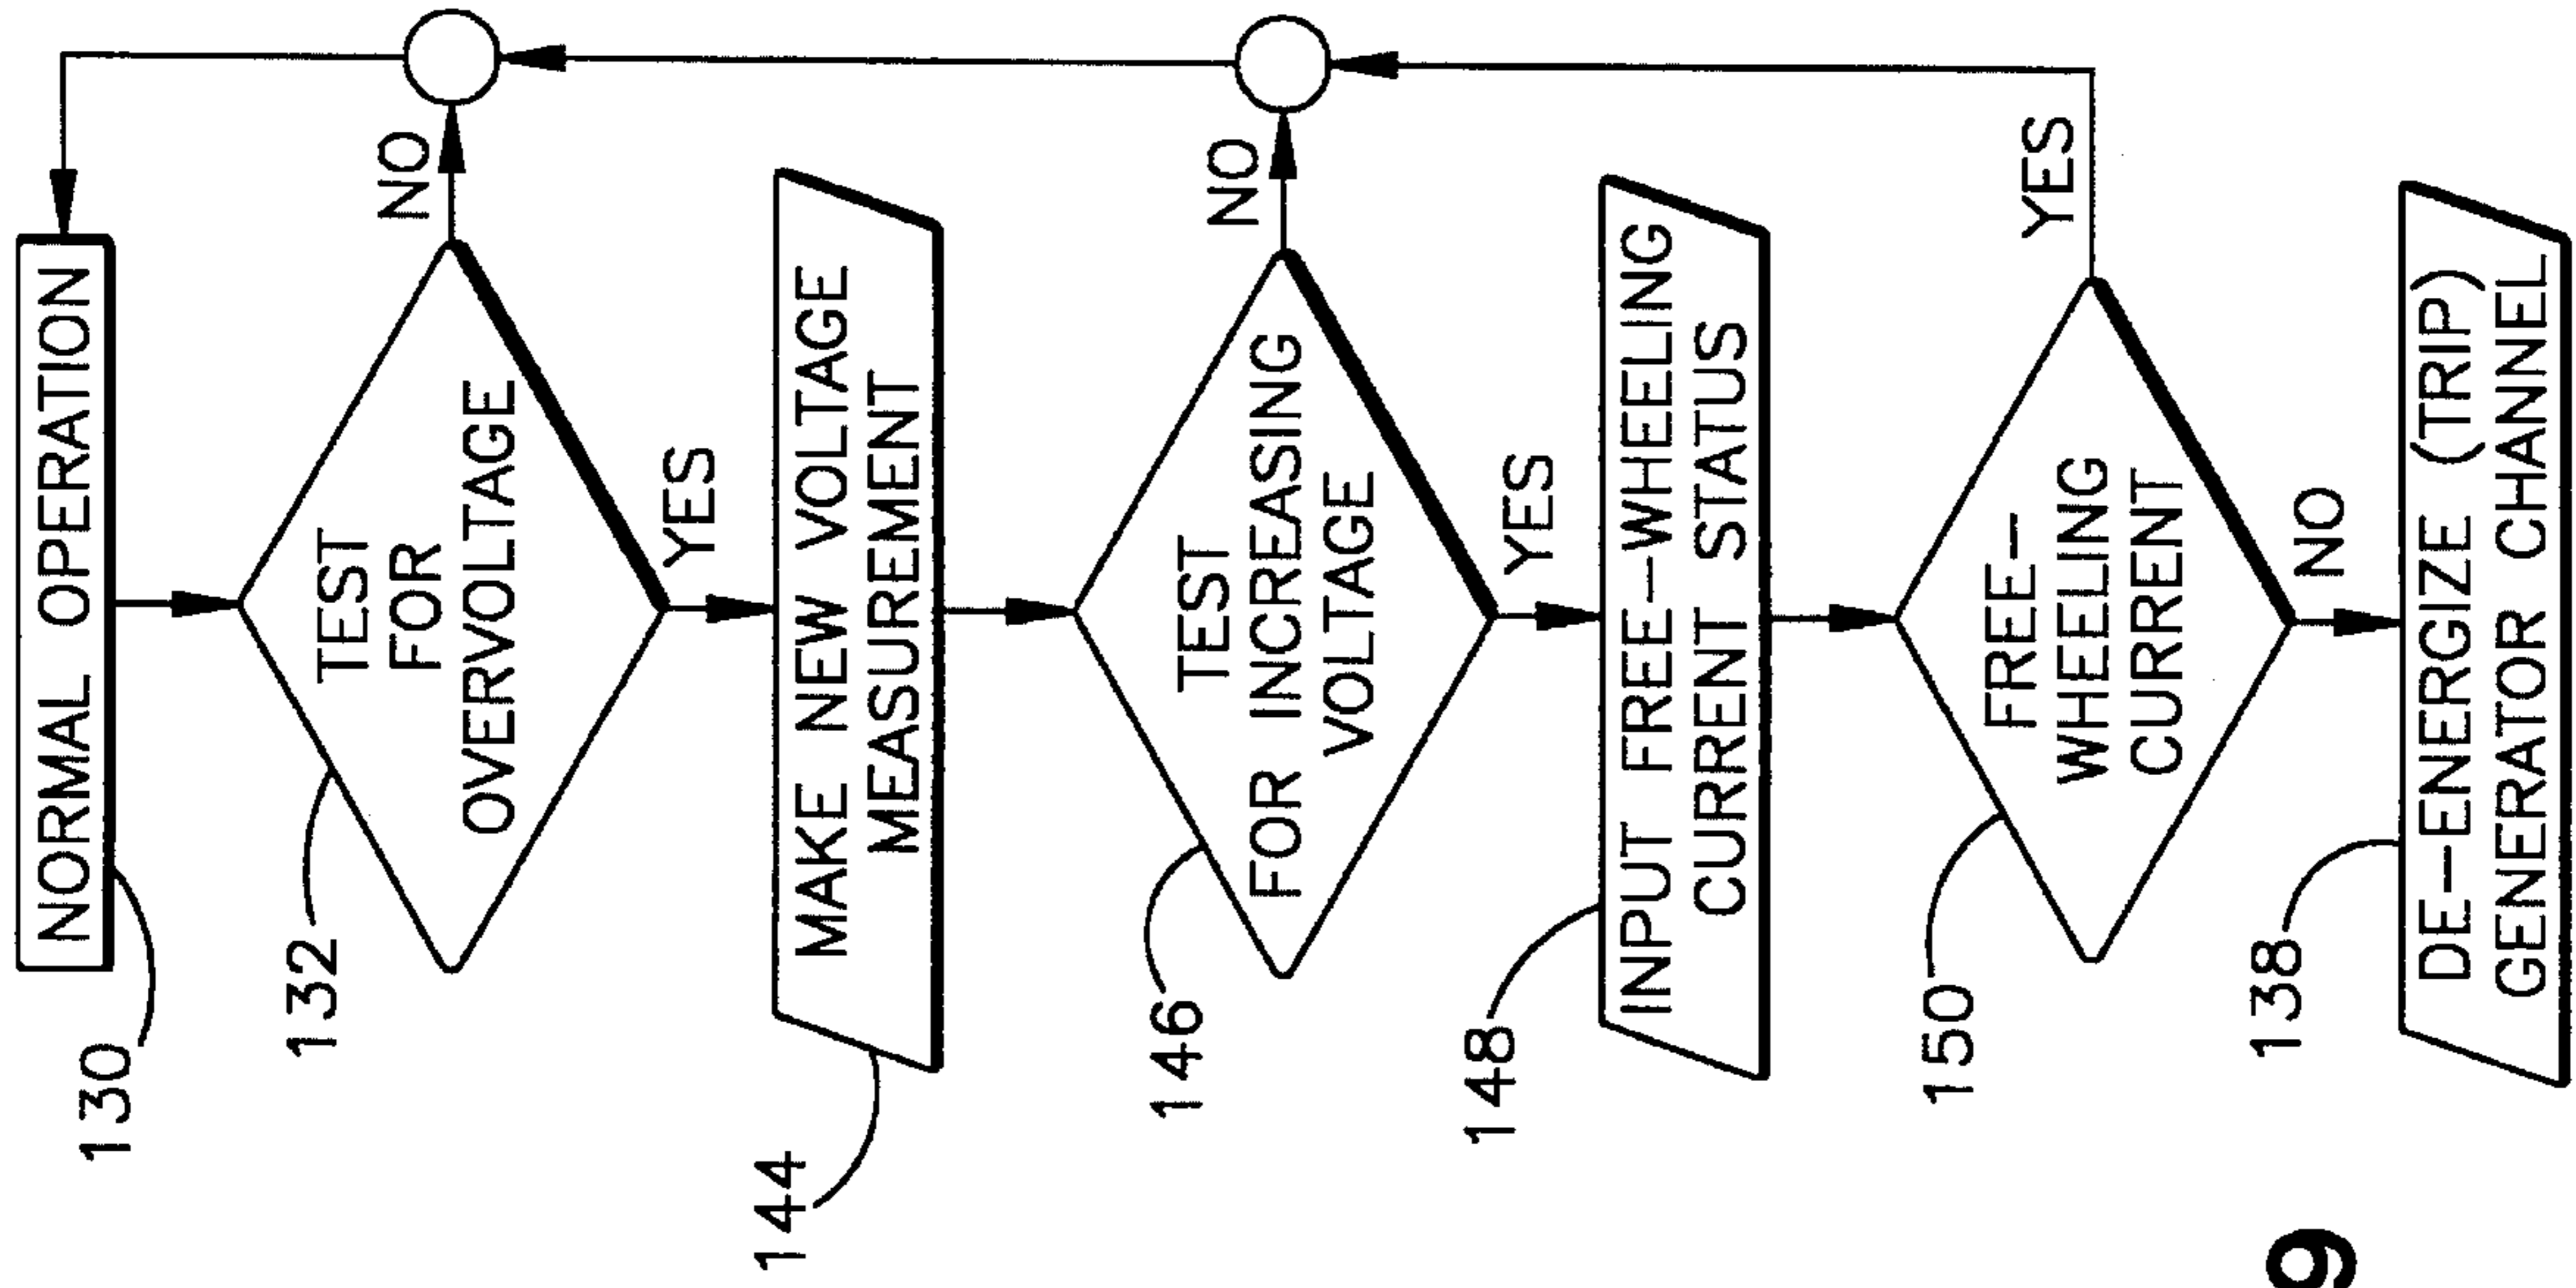 130
NORMAL OPERATION
132
TEST
FOR
OVERVOLTAGE
NO
YES
144
MAKE NEW VOLTAGE
MEASUREMENT
146
TEST
FOR INCREASING
VOLTAGE
NO
YES
148
INPUT FREE-WHEELING
CURRENT STATUS
150
FREE-
WHEELING
CURRENT
YES
NO
138
DE-ENERGIZE (TRIP)
GENERATOR CHANNEL
9